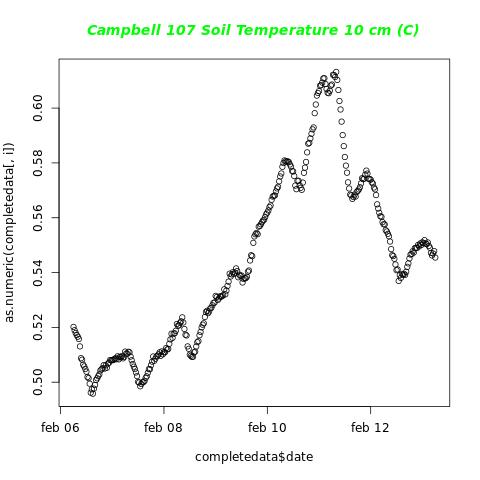 Campbell 107 Soil Temperature 10 cm (C)
as.numeric(completedata[, i])
0.60
0.58
0.56
0.54
0.52
0.50
feb 06
feb 08
feb 10
feb 12
completedata$date